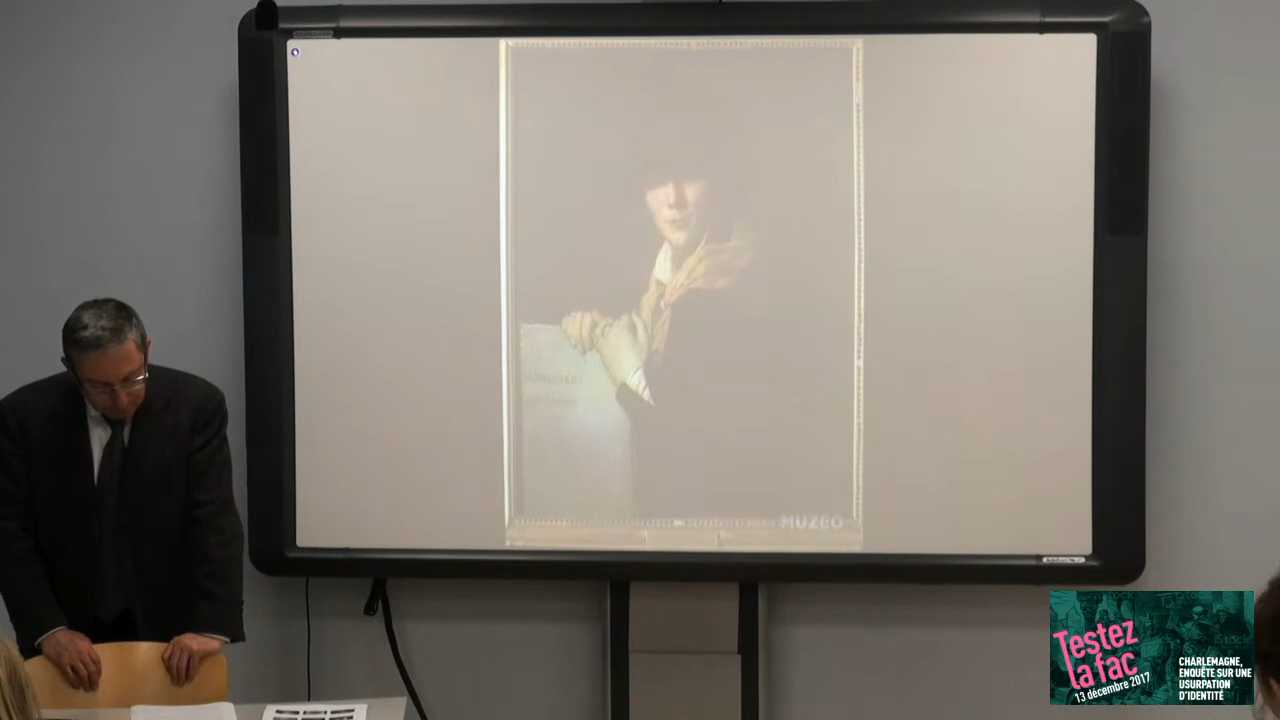 MUZEO
Testez
la fac
13 décembre 2017
CHARLEMAGNE,
ENQUÊTE SUR UNE
USURPATION
D'IDENTITÉ